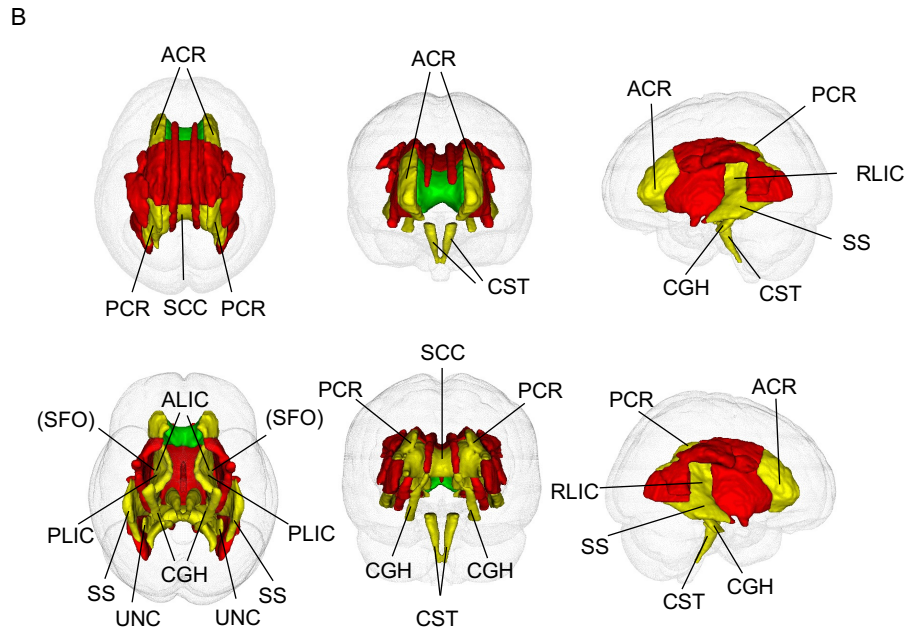 B
ACR
PCR SCC PCR
ACR
CST
ACR
PCR
RLIC
SS
CGH
CST
(SFO)
ALIC
(SFO)
PLIC
PLIC
SS
CGH
SS
UNC
UNC
SCC
PCR
PCR
CGH
CGH
CST
PCR
ACR
RLIC
SS
CST
CGH